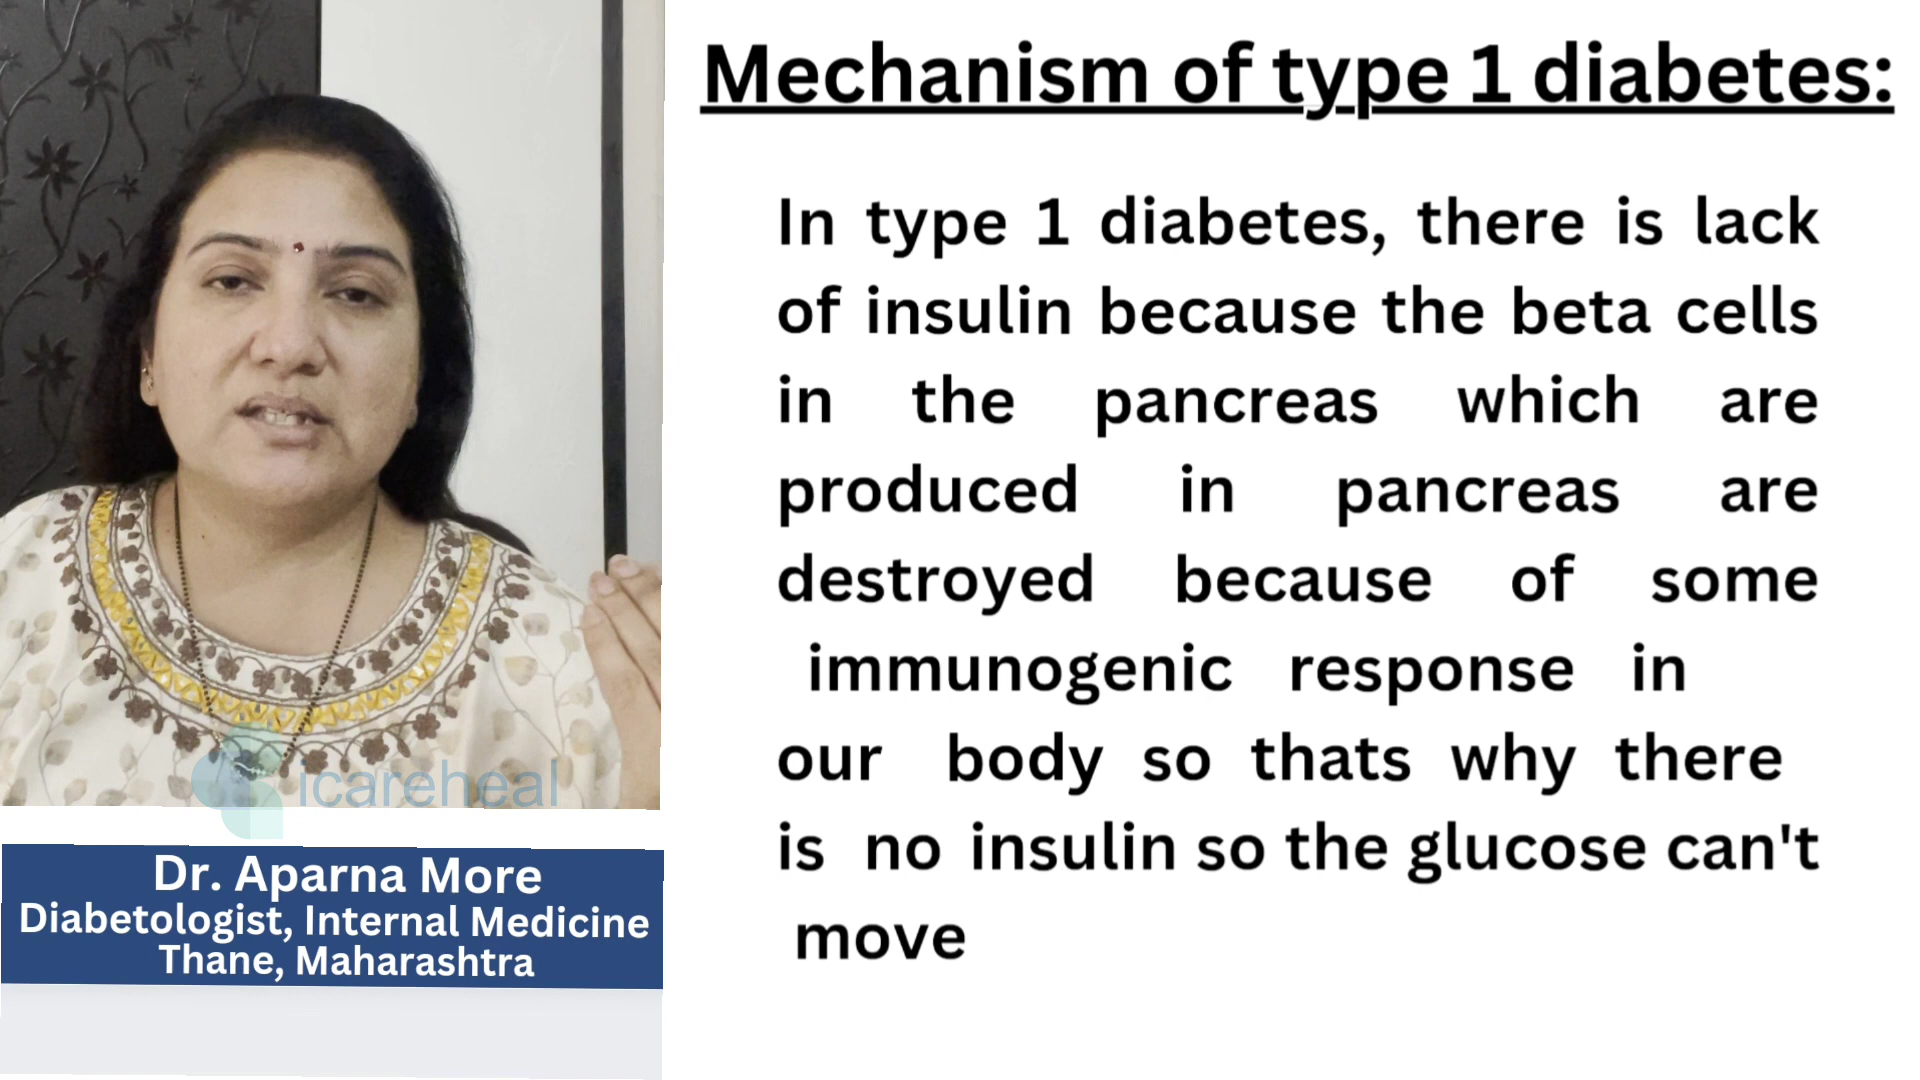 Mechanism of type 1 diabetes:
In type 1 diabetes, there is lack
of insulin because the beta cells
in the pancreas which are
produced in pancreas are
destroyed because of some
immunogenic response in
our body so thats why there
is no insulin so the glucose can't
move
icareheal
Dr. Aparna More
Diabetologist, Internal Medicine
Thane, Maharashtra